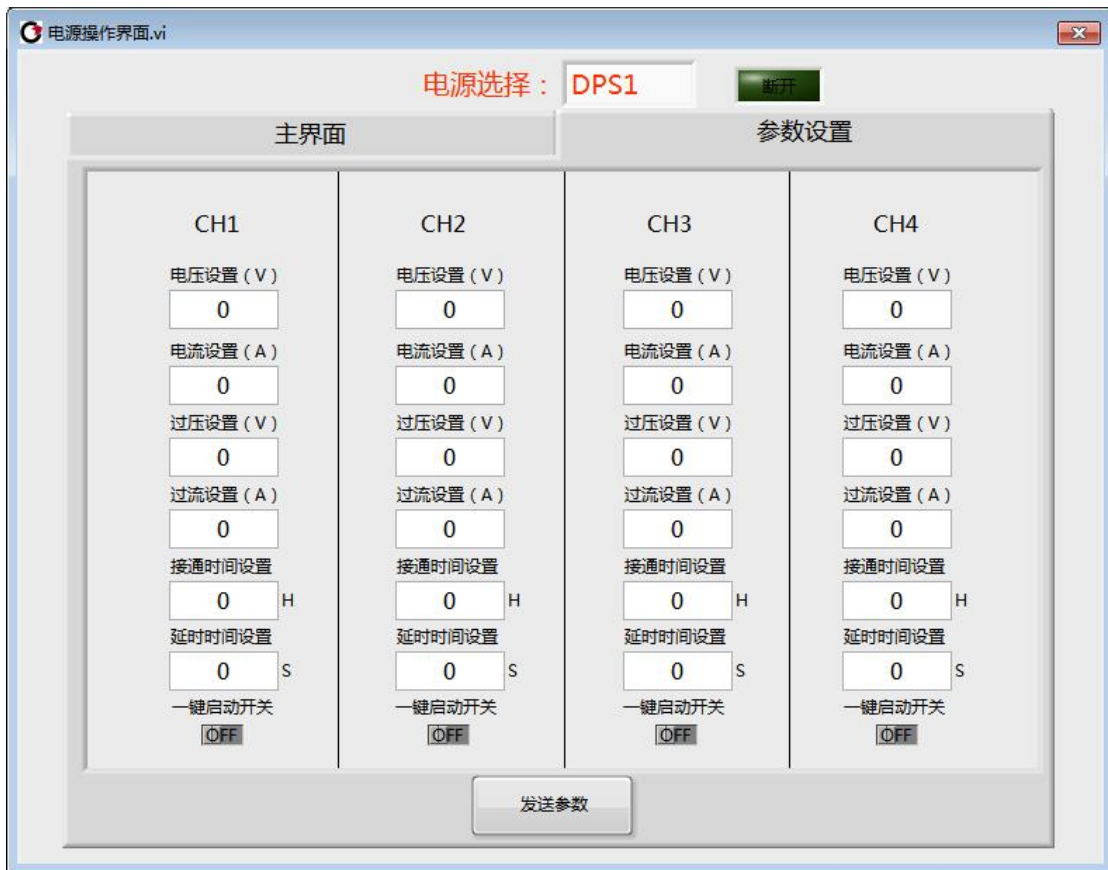 电源操作界面.vi
电源选择： DPS1 断开
主界面 参数设置
CH1 CH2 CH3 CH4
电压设置（V） 电压设置（V） 电压设置（V） 电压设置（V）
0 0 0 0
电流设置（A） 电流设置（A） 电流设置（A） 电流设置（A）
0 0 0 0
过压设置（V） 过压设置（V） 过压设置（V） 过压设置（V）
0 0 0 0
过流设置（A） 过流设置（A） 过流设置（A） 过流设置（A）
0 0 0 0
接通时间设置 接通时间设置 接通时间设置 接通时间设置
0 H 0 H 0 H 0 H
延时时间设置 延时时间设置 延时时间设置 延时时间设置
0 S 0 S 0 S 0 S
一键启动开关 一键启动开关 一键启动开关 一键启动开关
OFF OFF OFF OFF
发送参数